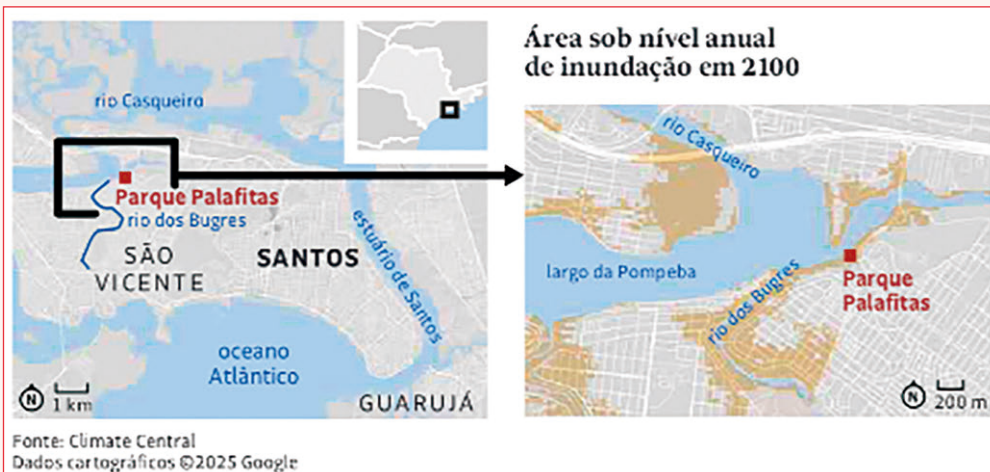 rio Casqueiro
Parque Palafitas
rio dos Bugres
SÃO
VICENTE
SANTOS
estuário de Santos
oceano
Atlântico
GUARUJÁ
N
1 km
Fonte: Climate Central
Dados cartográficos ©2025 Google
Área sob nível anual
de inundação em 2100
rio Casqueiro
largo da Pompeba
rio dos Bugres
Parque
Palafitas
N
200 m